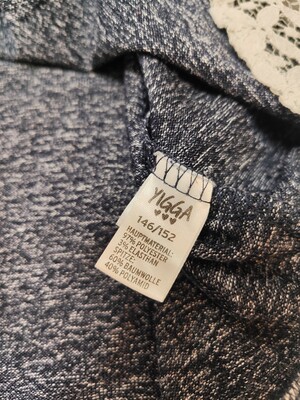 YIGGA
146/152
HAUPTMATERIAL:
97% POLYESTER
3% ELASTHAN
SPITZE:
60% BAUMWOLLE
40% POLYAMID